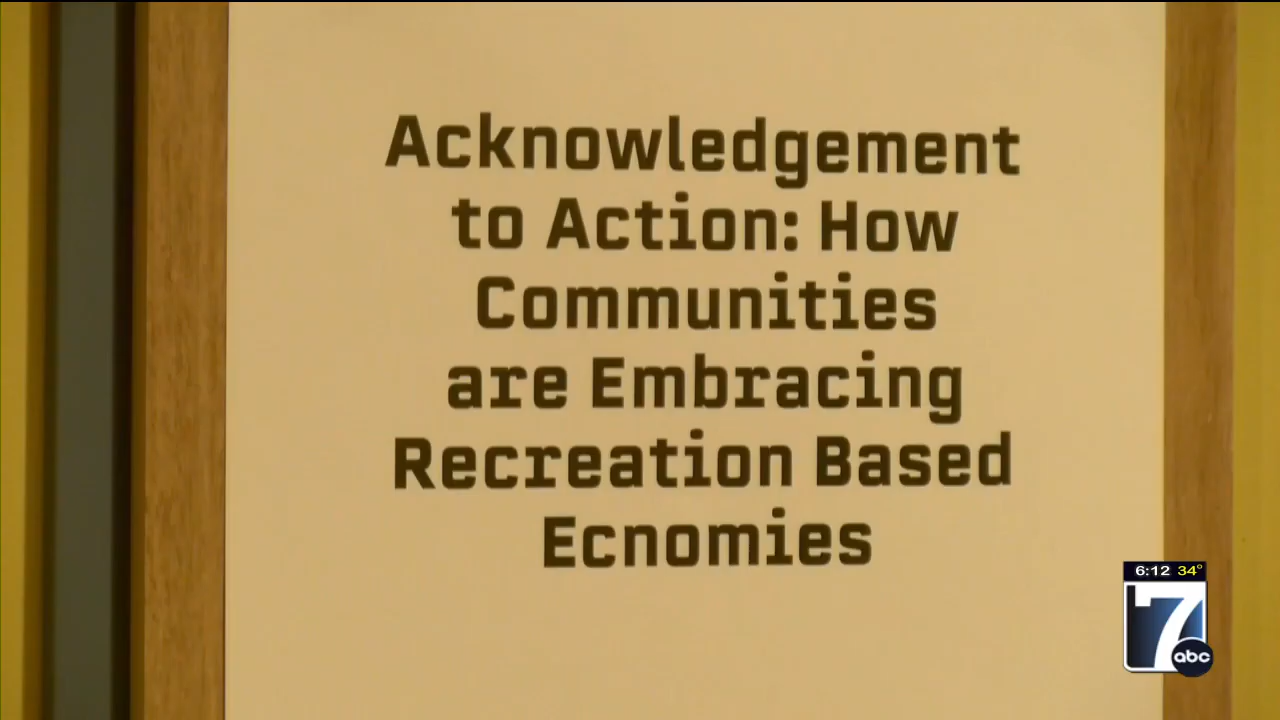 Acknowledgement
to Action: How
Communities
are Embracing
Recreation Based
Ecnomies
6:12 34°
7
abc